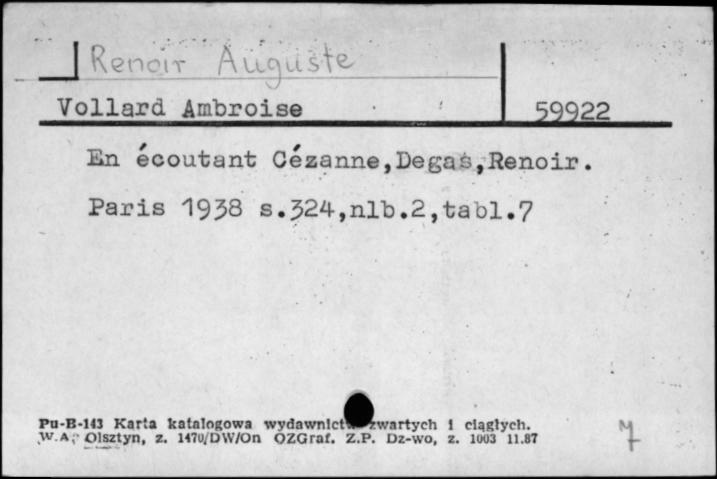 Renoir Auguste
Vollard Ambroise 59922
En écoutant Cézanne,Degas,Renoir.
Paris 1938 s.324,nlb.2,tabl.7
Pu-B-143 Karta katalogowa wydawnictw zwartych i ciągłych.
W.A. Olsztyn, z. 1470/DW/On OZGraf. Z.P. Dz-wo, z. 1003 11.87